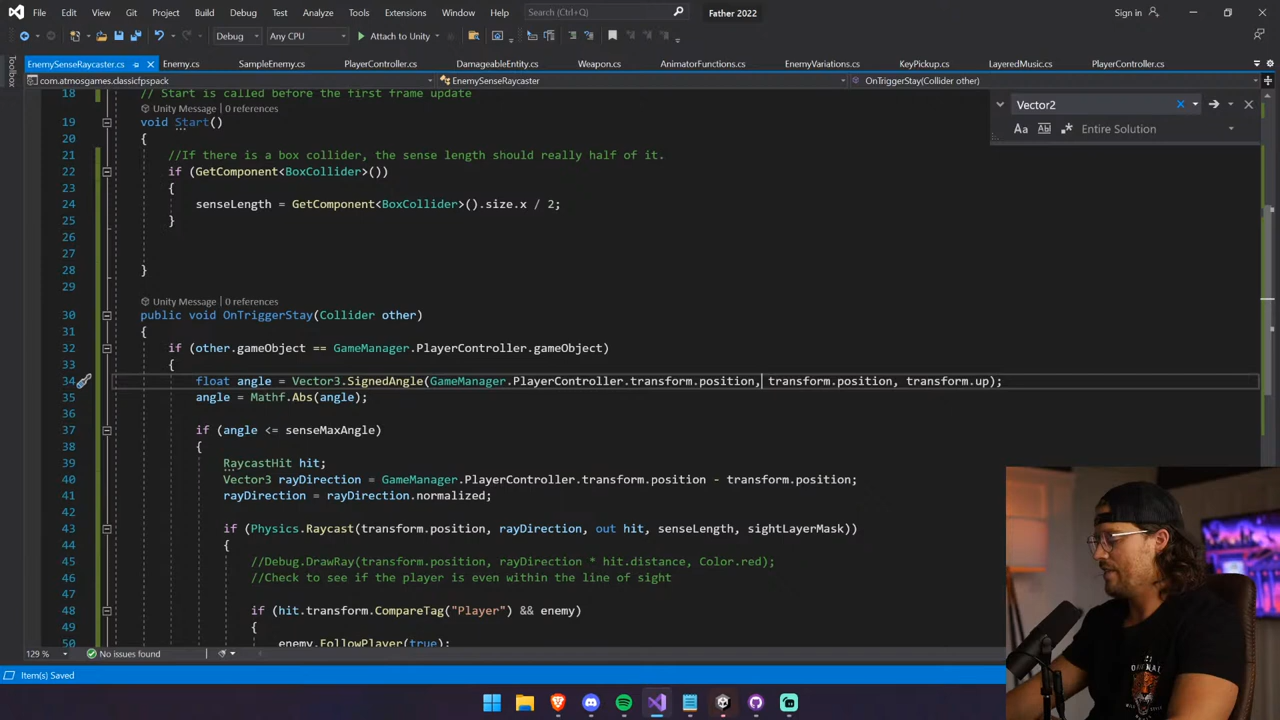 File Edit View Git Project Build Debug Test Analyze Tools Extensions Window Help Search (Ctrl+Q) Father 2022 Sign in
Debug Any CPU Attach to Unity
EnemySenseRaycaster.cs Enemy.cs SampleEnemy.cs PlayerController.cs DamageableEntity.cs Weapon.cs AnimatorFunctions.cs EnemyVariations.cs KeyPickup.cs LayeredMusic.cs PlayerController.cs
Toolbox
com.atmosgames.classicfpspack EnemySenseRaycaster OnTriggerStay(Collider other)
18 // Start is called before the first frame update
Vector2
Unity Message | 0 references
19 void Start()
Aa Entire Solution
20 {
21 //If there is a box collider, the sense length should really half of it.
22 if (GetComponent<BoxCollider>())
23 {
24 senseLength = GetComponent<BoxCollider>().size.x / 2;
25 }
26
27
28 }
29
Unity Message | 0 references
30 public void OnTriggerStay(Collider other)
31 {
32 if (other.gameObject == GameManager.PlayerController.gameObject)
33 {
34 float angle = Vector3.SignedAngle(GameManager.PlayerController.transform.position, transform.position, transform.up);
35 angle = Mathf.Abs(angle);
36
37 if (angle <= senseMaxAngle)
38 {
39 RaycastHit hit;
40 Vector3 rayDirection = GameManager.PlayerController.transform.position - transform.position;
41 rayDirection = rayDirection.normalized;
42
43 if (Physics.Raycast(transform.position, rayDirection, out hit, senseLength, sightLayerMask))
44 {
45 //Debug.DrawRay(transform.position, rayDirection * hit.distance, Color.red);
46 //Check to see if the player is even within the line of sight
47
48 if (hit.transform.CompareTag("Player") && enemy)
49 {
50 enemy.FollowPlayer(true);
129 % No issues found
Item(s) Saved